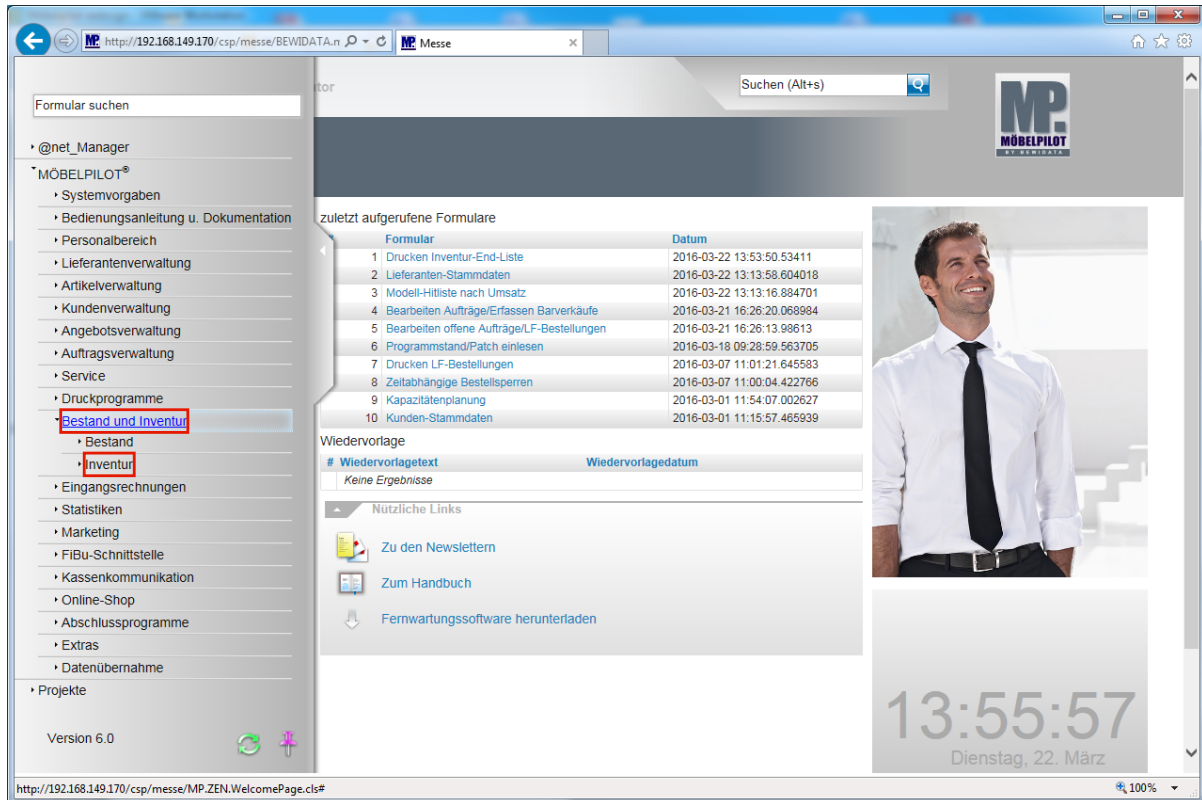 http://192.168.149.170/csp/messe/BEWIDATA.n
Messe
tor
Suchen (Alt+s)
MP.
MÖBELPILOT
BY BEWIDATA
Formular suchen
@net_Manager
MÖBELPILOT®
Systemvorgaben
Bedienungsanleitung u. Dokumentation
Personalbereich
Lieferantenverwaltung
Artikelverwaltung
Kundenverwaltung
Angebotsverwaltung
Auftragsverwaltung
Service
Druckprogramme
Bestand und Inventur
Bestand
Inventur
Eingangsrechnungen
Statistiken
Marketing
FiBu-Schnittstelle
Kassenkommunikation
Online-Shop
Abschlussprogramme
Extras
Datenübernahme
Projekte
Version 6.0
zuletzt aufgerufene Formulare
Formular Datum
1 Drucken Inventur-End-Liste 2016-03-22 13:53:50.53411
2 Lieferanten-Stammdaten 2016-03-22 13:13:58.604018
3 Modell-Hitliste nach Umsatz 2016-03-22 13:13:16.884701
4 Bearbeiten Aufträge/Erfassen Barverkäufe 2016-03-21 16:26:20.068984
5 Bearbeiten offene Aufträge/LF-Bestellungen 2016-03-21 16:26:13.98613
6 Programmstand/Patch einlesen 2016-03-18 09:28:59.563705
7 Drucken LF-Bestellungen 2016-03-07 11:01:21.645583
8 Zeitabhängige Bestellsperren 2016-03-07 11:00:04.422766
9 Kapazitätenplanung 2016-03-01 11:54:07.002627
10 Kunden-Stammdaten 2016-03-01 11:15:57.465939
Wiedervorlage
# Wiedervorlagetext Wiedervorlagedatum
Keine Ergebnisse
Nützliche Links
Zu den Newslettern
Zum Handbuch
Fernwartungssoftware herunterladen
13:55:57
Dienstag, 22. März
http://192.168.149.170/csp/messe/MP.ZEN.WelcomePage.cls#
100%